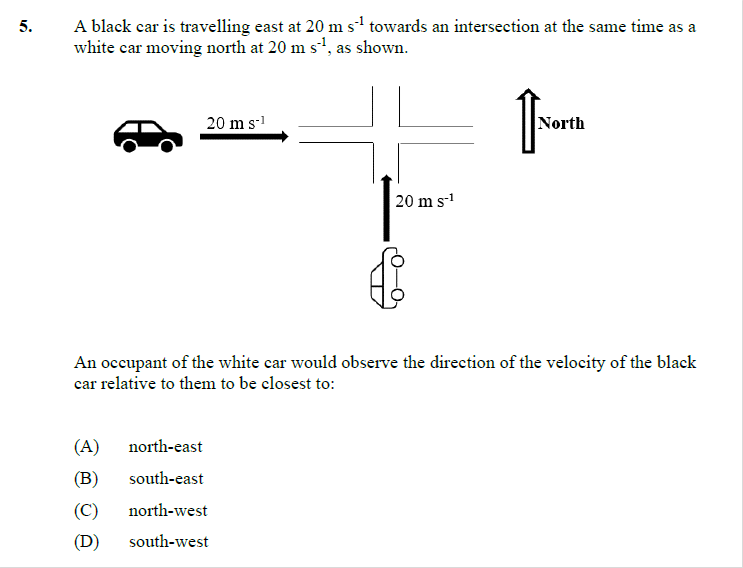 5. A black car is travelling east at 20 m s⁻¹ towards an intersection at the same time as a
white car moving north at 20 m s⁻¹, as shown.
20 m s⁻¹
North
20 m s⁻¹
An occupant of the white car would observe the direction of the velocity of the black
car relative to them to be closest to:
(A) north-east
(B) south-east
(C) north-west
(D) south-west